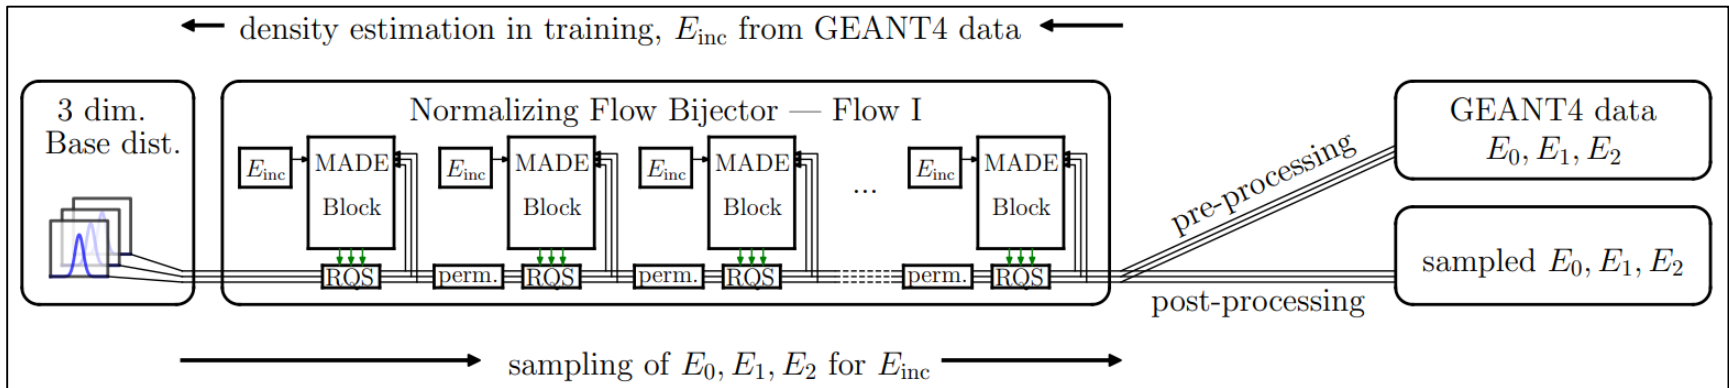 density estimation in training, E_inc from GEANT4 data
3 dim.
Base dist.
Normalizing Flow Bijector — Flow I
E_inc
MADE
Block
RQS
perm.
E_inc
MADE
Block
RQS
perm.
E_inc
MADE
Block
RQS
...
perm.
E_inc
MADE
Block
RQS
pre-processing
post-processing
GEANT4 data
E_0, E_1, E_2
sampled E_0, E_1, E_2
sampling of E_0, E_1, E_2 for E_inc